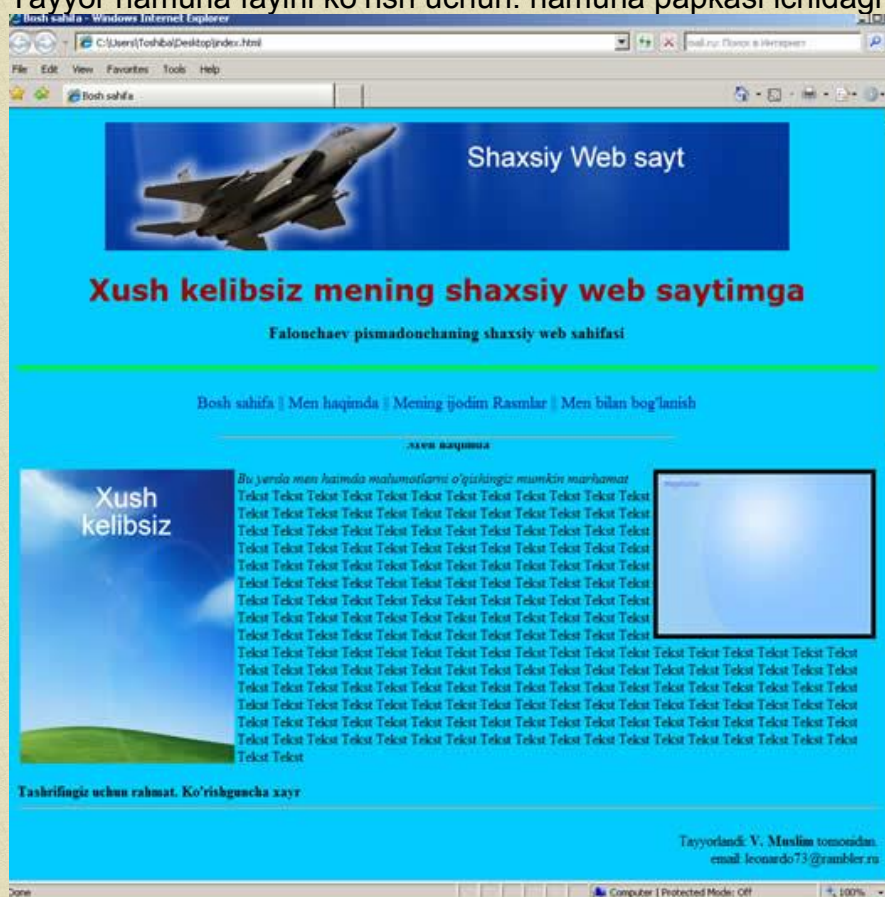 Tayyor namuna faylni ko'rish uchun: namuna papkasi ichidagi
Bosh sahifa - Windows Internet Explorer
C:\Users\Toshiba\Desktop\index.html
mail.ru: Поиск в Интернет
File Edit View Favorites Tools Help
Bosh sahifa
Shaxsiy Web sayt
Xush kelibsiz mening shaxsiy web saytimga
Falonchaev pismadonchaning shaxsiy web sahifasi
Bosh sahifa || Men haqimda || Mening ijodim Rasmlar || Men bilan bog'lanish
Men haqimda
Xush
kelibsiz
Bu yerda men haimda malumotlarni o'qishingiz mumkin marhamat
Tekst Tekst Tekst Tekst Tekst Tekst Tekst Tekst Tekst Tekst Tekst Tekst
Tekst Tekst Tekst Tekst Tekst Tekst Tekst Tekst Tekst Tekst Tekst Tekst
Tekst Tekst Tekst Tekst Tekst Tekst Tekst Tekst Tekst Tekst Tekst Tekst
Tekst Tekst Tekst Tekst Tekst Tekst Tekst Tekst Tekst Tekst Tekst Tekst
Tekst Tekst Tekst Tekst Tekst Tekst Tekst Tekst Tekst Tekst Tekst Tekst
Tekst Tekst Tekst Tekst Tekst Tekst Tekst Tekst Tekst Tekst Tekst Tekst
Tekst Tekst Tekst Tekst Tekst Tekst Tekst Tekst Tekst Tekst Tekst Tekst
Tekst Tekst Tekst Tekst Tekst Tekst Tekst Tekst Tekst Tekst Tekst Tekst
Tekst Tekst Tekst Tekst Tekst Tekst Tekst Tekst Tekst Tekst Tekst Tekst
Tekst Tekst Tekst Tekst Tekst Tekst Tekst Tekst Tekst Tekst Tekst Tekst Tekst Tekst Tekst Tekst Tekst Tekst
Tekst Tekst Tekst Tekst Tekst Tekst Tekst Tekst Tekst Tekst Tekst Tekst Tekst Tekst Tekst Tekst Tekst Tekst
Tekst Tekst Tekst Tekst Tekst Tekst Tekst Tekst Tekst Tekst Tekst Tekst Tekst Tekst Tekst Tekst Tekst Tekst
Tekst Tekst Tekst Tekst Tekst Tekst Tekst Tekst Tekst Tekst Tekst Tekst Tekst Tekst Tekst Tekst Tekst Tekst
Tekst Tekst Tekst Tekst Tekst Tekst Tekst Tekst Tekst Tekst Tekst Tekst Tekst Tekst Tekst Tekst Tekst Tekst
Tekst Tekst Tekst Tekst Tekst Tekst Tekst Tekst Tekst Tekst Tekst Tekst Tekst Tekst Tekst Tekst Tekst Tekst
Tekst Tekst
Tashrifingiz uchun rahmat. Ko'rishguncha xayr
Tayyorlandi: V. Muslim tomonidan.
email: leonardo73@rambler.ru
Done
Computer | Protected Mode: Off
100%